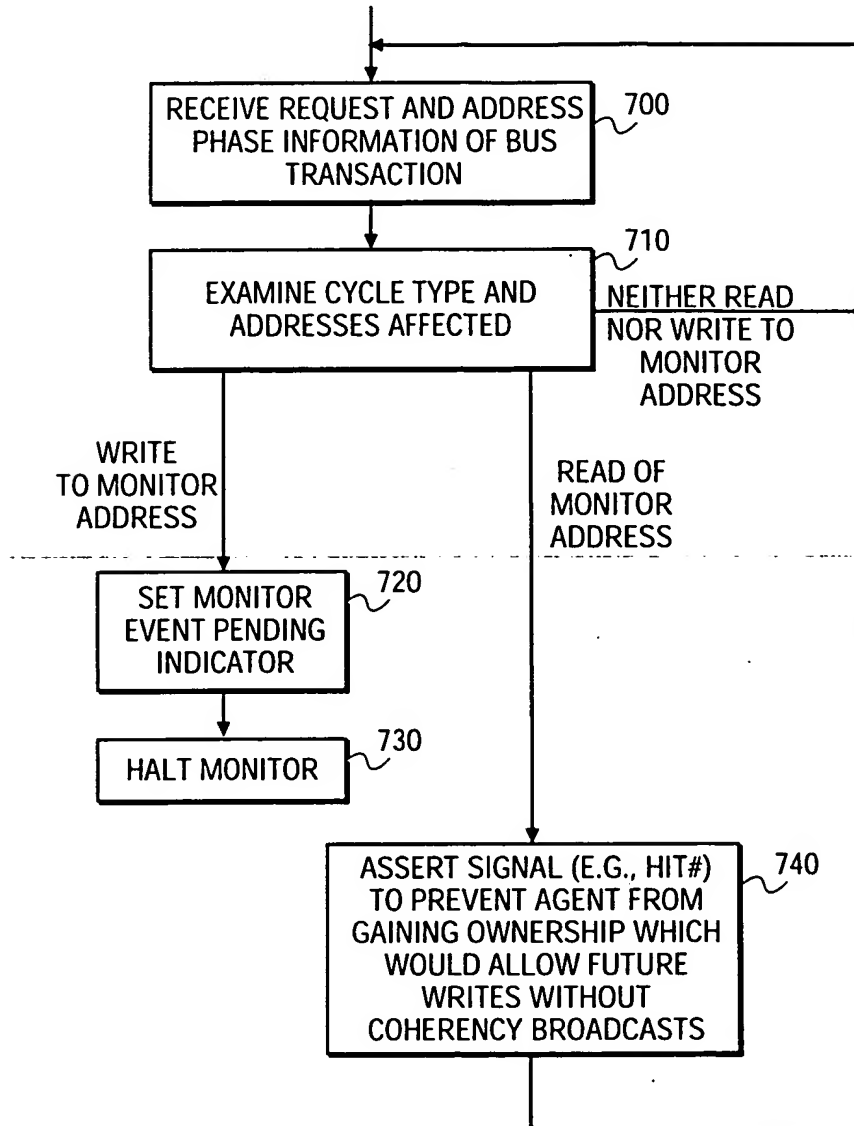 RECEIVE REQUEST AND ADDRESS
PHASE INFORMATION OF BUS
TRANSACTION
700
710
EXAMINE CYCLE TYPE AND
ADDRESSES AFFECTED
NEITHER READ
NOR WRITE TO
MONITOR
ADDRESS
WRITE
TO MONITOR
ADDRESS
READ OF
MONITOR
ADDRESS
SET MONITOR
EVENT PENDING
INDICATOR
720
HALT MONITOR
730
ASSERT SIGNAL (E.G., HIT#)
TO PREVENT AGENT FROM
GAINING OWNERSHIP WHICH
WOULD ALLOW FUTURE
WRITES WITHOUT
COHERENCY BROADCASTS
740